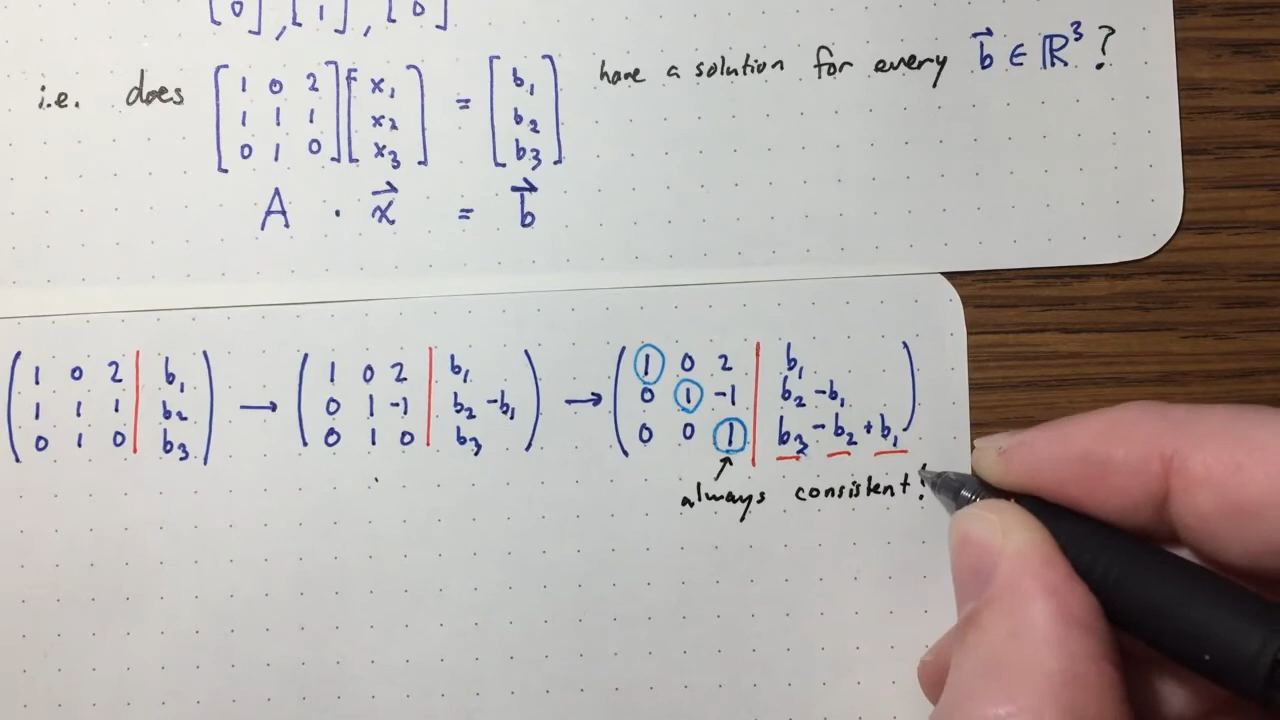 [0], [1], [0]
i.e. does [1 0 2] [x₁] = [b₁] have a solution for every b⃗ ∈ ℝ³?
[1 1 1] [x₂] [b₂]
[0 1 0] [x₃] [b₃]
A · x⃗ = b⃗
(1 0 2 | b₁) → (1 0 2 | b₁) → (1 0 2 | b₁)
(1 1 1 | b₂) (0 1 -1 | b₂ - b₁) (0 1 -1 | b₂ - b₁)
(0 1 0 | b₃) (0 1 0 | b₃) (0 0 1 | b₃ - b₂ + b₁)
↑
always consistent!